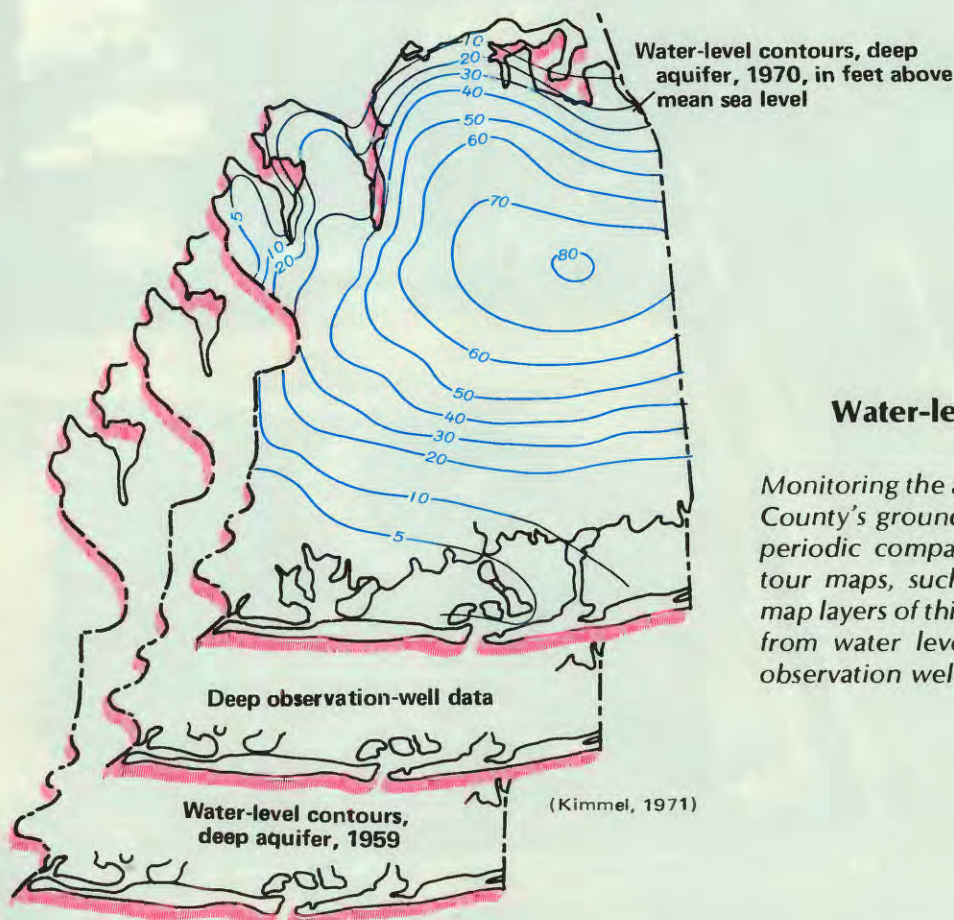 Water-level contours, deep
aquifer, 1970, in feet above
mean sea level
10
20
30
40
50
60
70
80
5
10
20
60
50
40
30
20
10
5
Water-le
Monitoring the a
County's ground
periodic compa
tour maps, such
map layers of thi
from water leve
observation wel
Deep observation-well data
(Kimmel, 1971)
Water-level contours,
deep aquifer, 1959